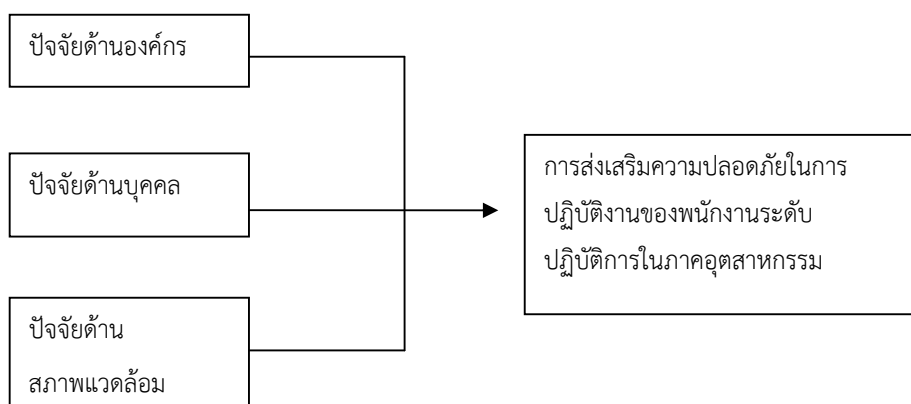 ปัจจัยด้านองค์กร
ปัจจัยด้านบุคคล
ปัจจัยด้าน
สภาพแวดล้อม
การส่งเสริมความปลอดภัยในการ
ปฏิบัติงานของพนักงานระดับ
ปฏิบัติการในภาคอุตสาหกรรม